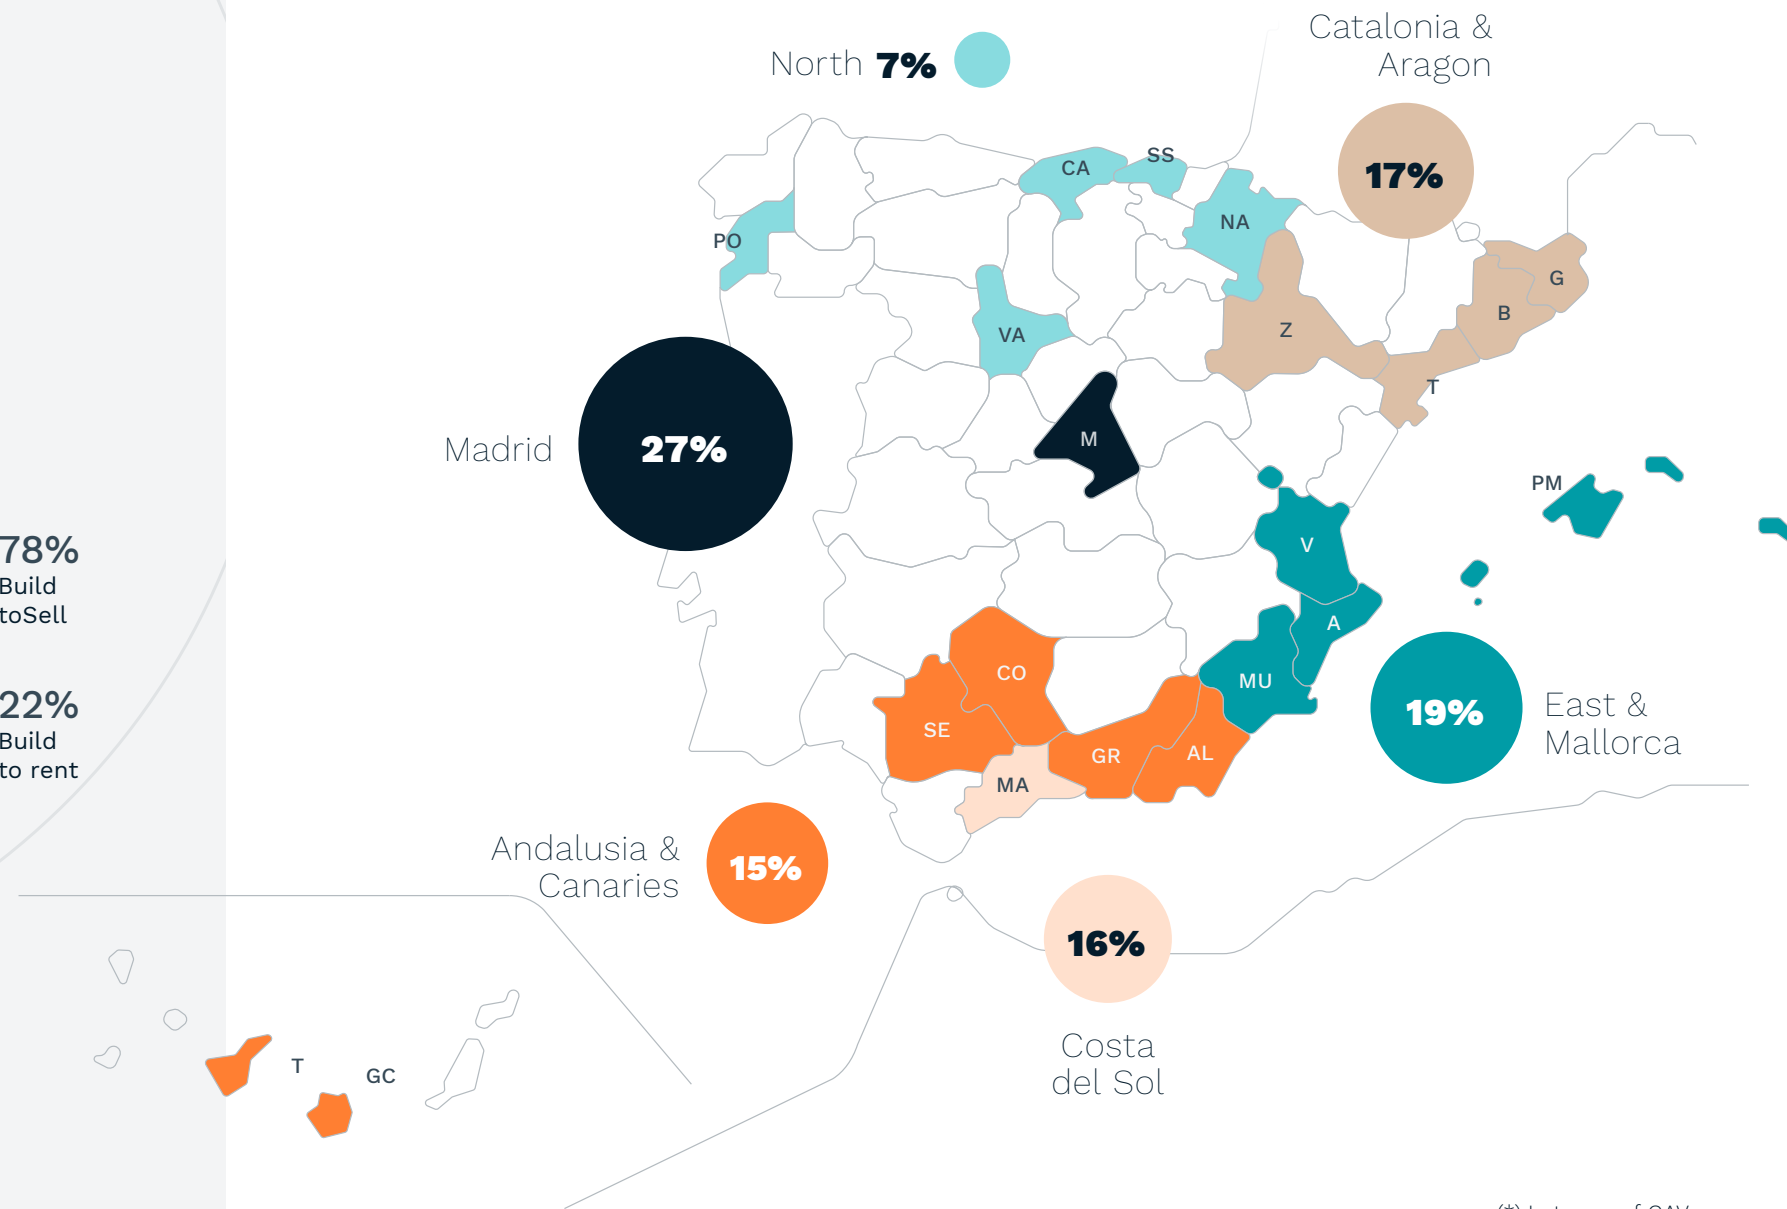 Catalonia &
Aragon
17%
North 7%
CA
SS
NA
PO
VA
Z
G
B
T
Madrid
27%
M
PM
V
A
MU
East &
Mallorca
19%
CO
SE
GR
AL
MA
Andalusia &
Canaries
15%
16%
Costa
del Sol
T
GC
78%
Build
toSell
22%
Build
to rent